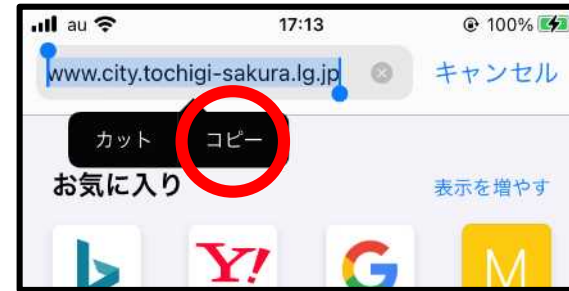 au 17:13 100%
www.city.tochigi-sakura.lg.jp キャンセル
カット コピー
お気に入り 表示を増やす
Y! G M